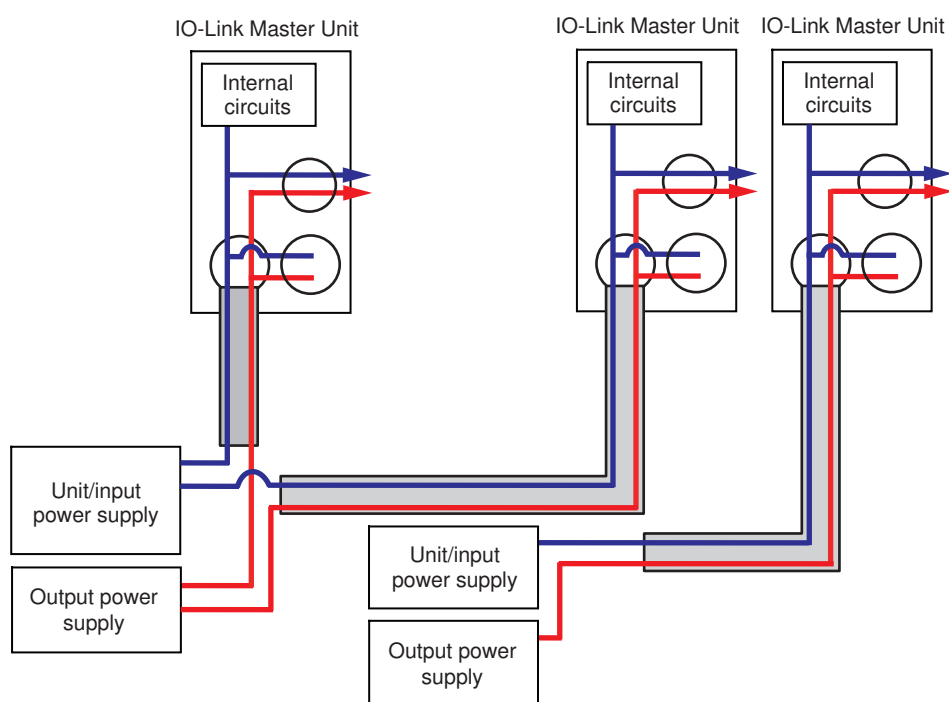 IO-Link Master Unit
IO-Link Master Unit
IO-Link Master Unit
Internal
circuits
Internal
circuits
Internal
circuits
Unit/input
power supply
Output power
supply
Unit/input
power supply
Output power
supply